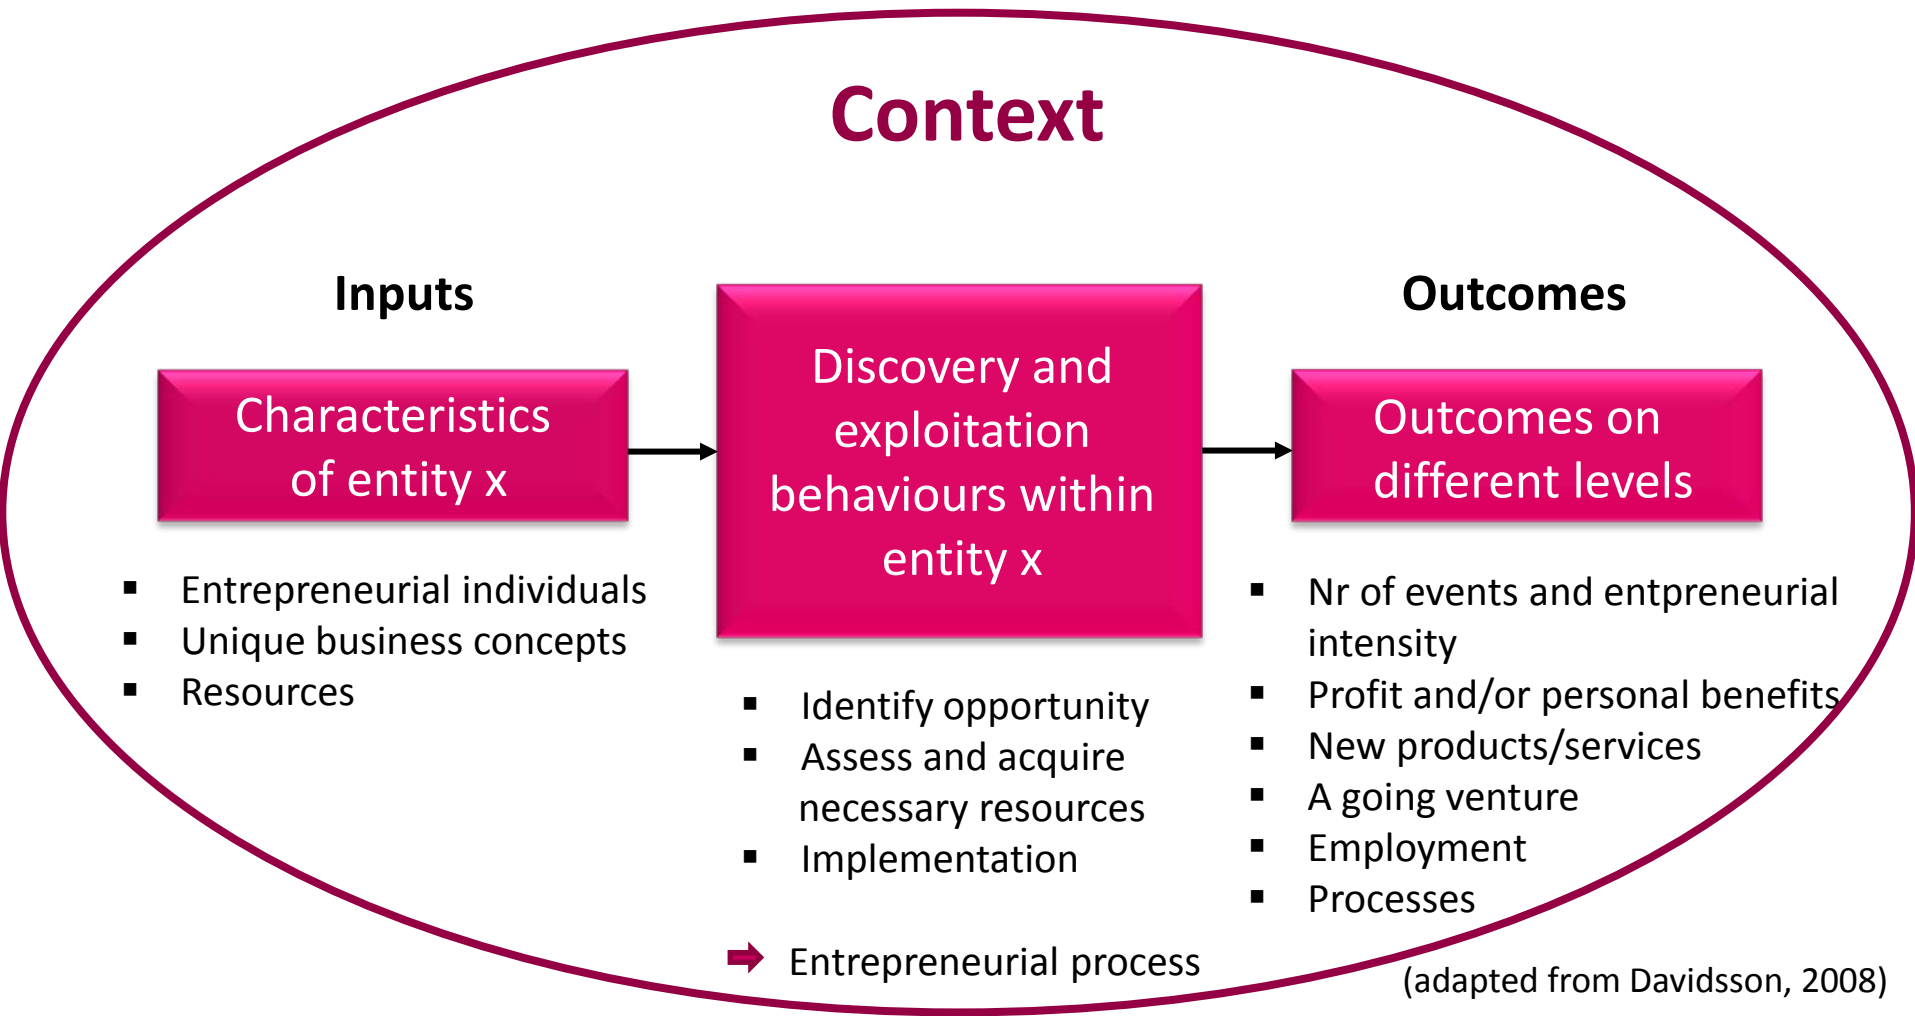 Context
Inputs
Characteristics
of entity x
▪ Entrepreneurial individuals
▪ Unique business concepts
▪ Resources
Discovery and
exploitation
behaviours within
entity x
▪ Identify opportunity
▪ Assess and acquire
necessary resources
▪ Implementation
Entrepreneurial process
Outcomes
Outcomes on
different levels
▪ Nr of events and entpreneurial
intensity
▪ Profit and/or personal benefits
▪ New products/services
▪ A going venture
▪ Employment
▪ Processes
(adapted from Davidsson, 2008)